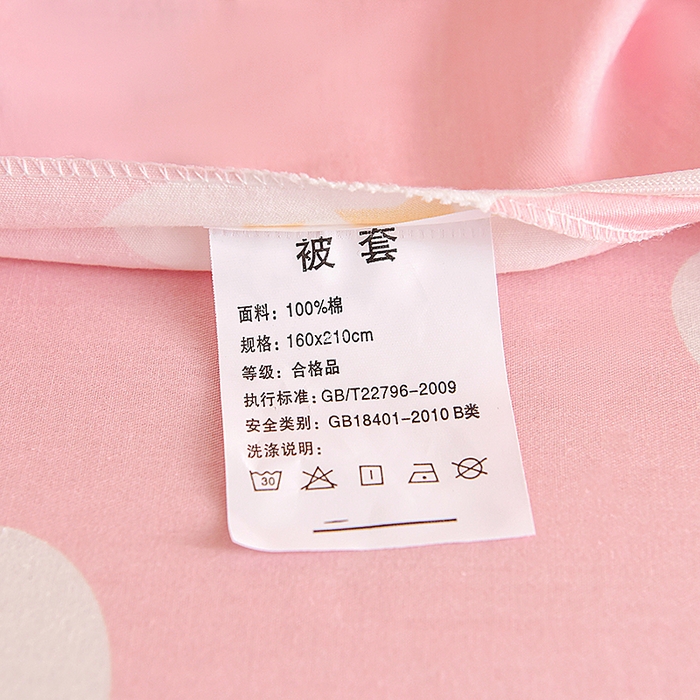 被套
面料：100%棉
规格：160x210cm
等级：合格品
执行标准：GB/T22796-2009
安全类别：GB18401-2010 B类
洗涤说明：
30